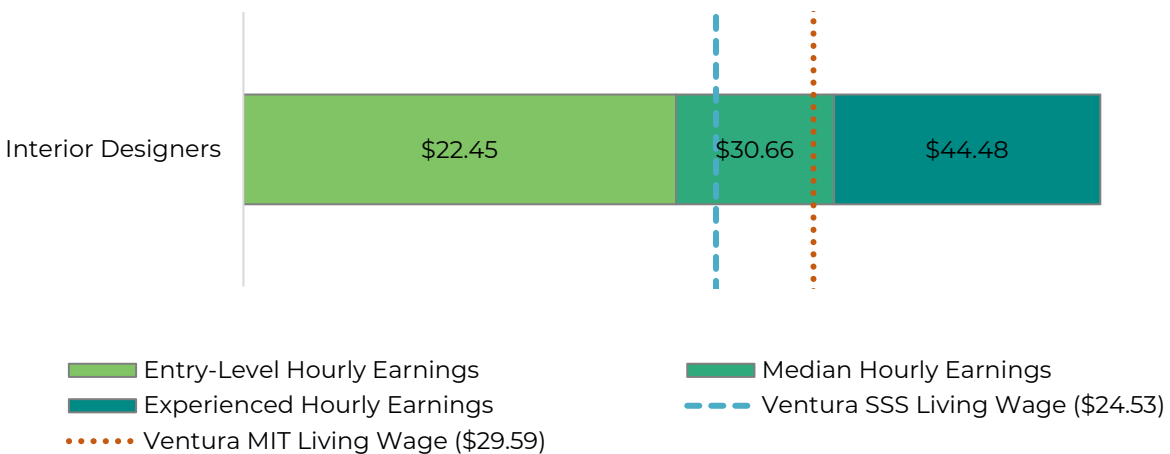 Interior Designers
$22.45
$30.66
$44.48
Entry-Level Hourly Earnings
Median Hourly Earnings
Experienced Hourly Earnings
Ventura SSS Living Wage ($24.53)
Ventura MIT Living Wage ($29.59)